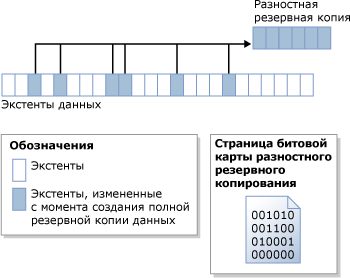 Разностная
резервная копия
Экстенты данных
Обозначения
Экстенты
Экстенты, измененные
с момента создания полной
резервной копии данных
Страница битовой
карты разностного
резервного
копирования
001010
001100
010001
000000